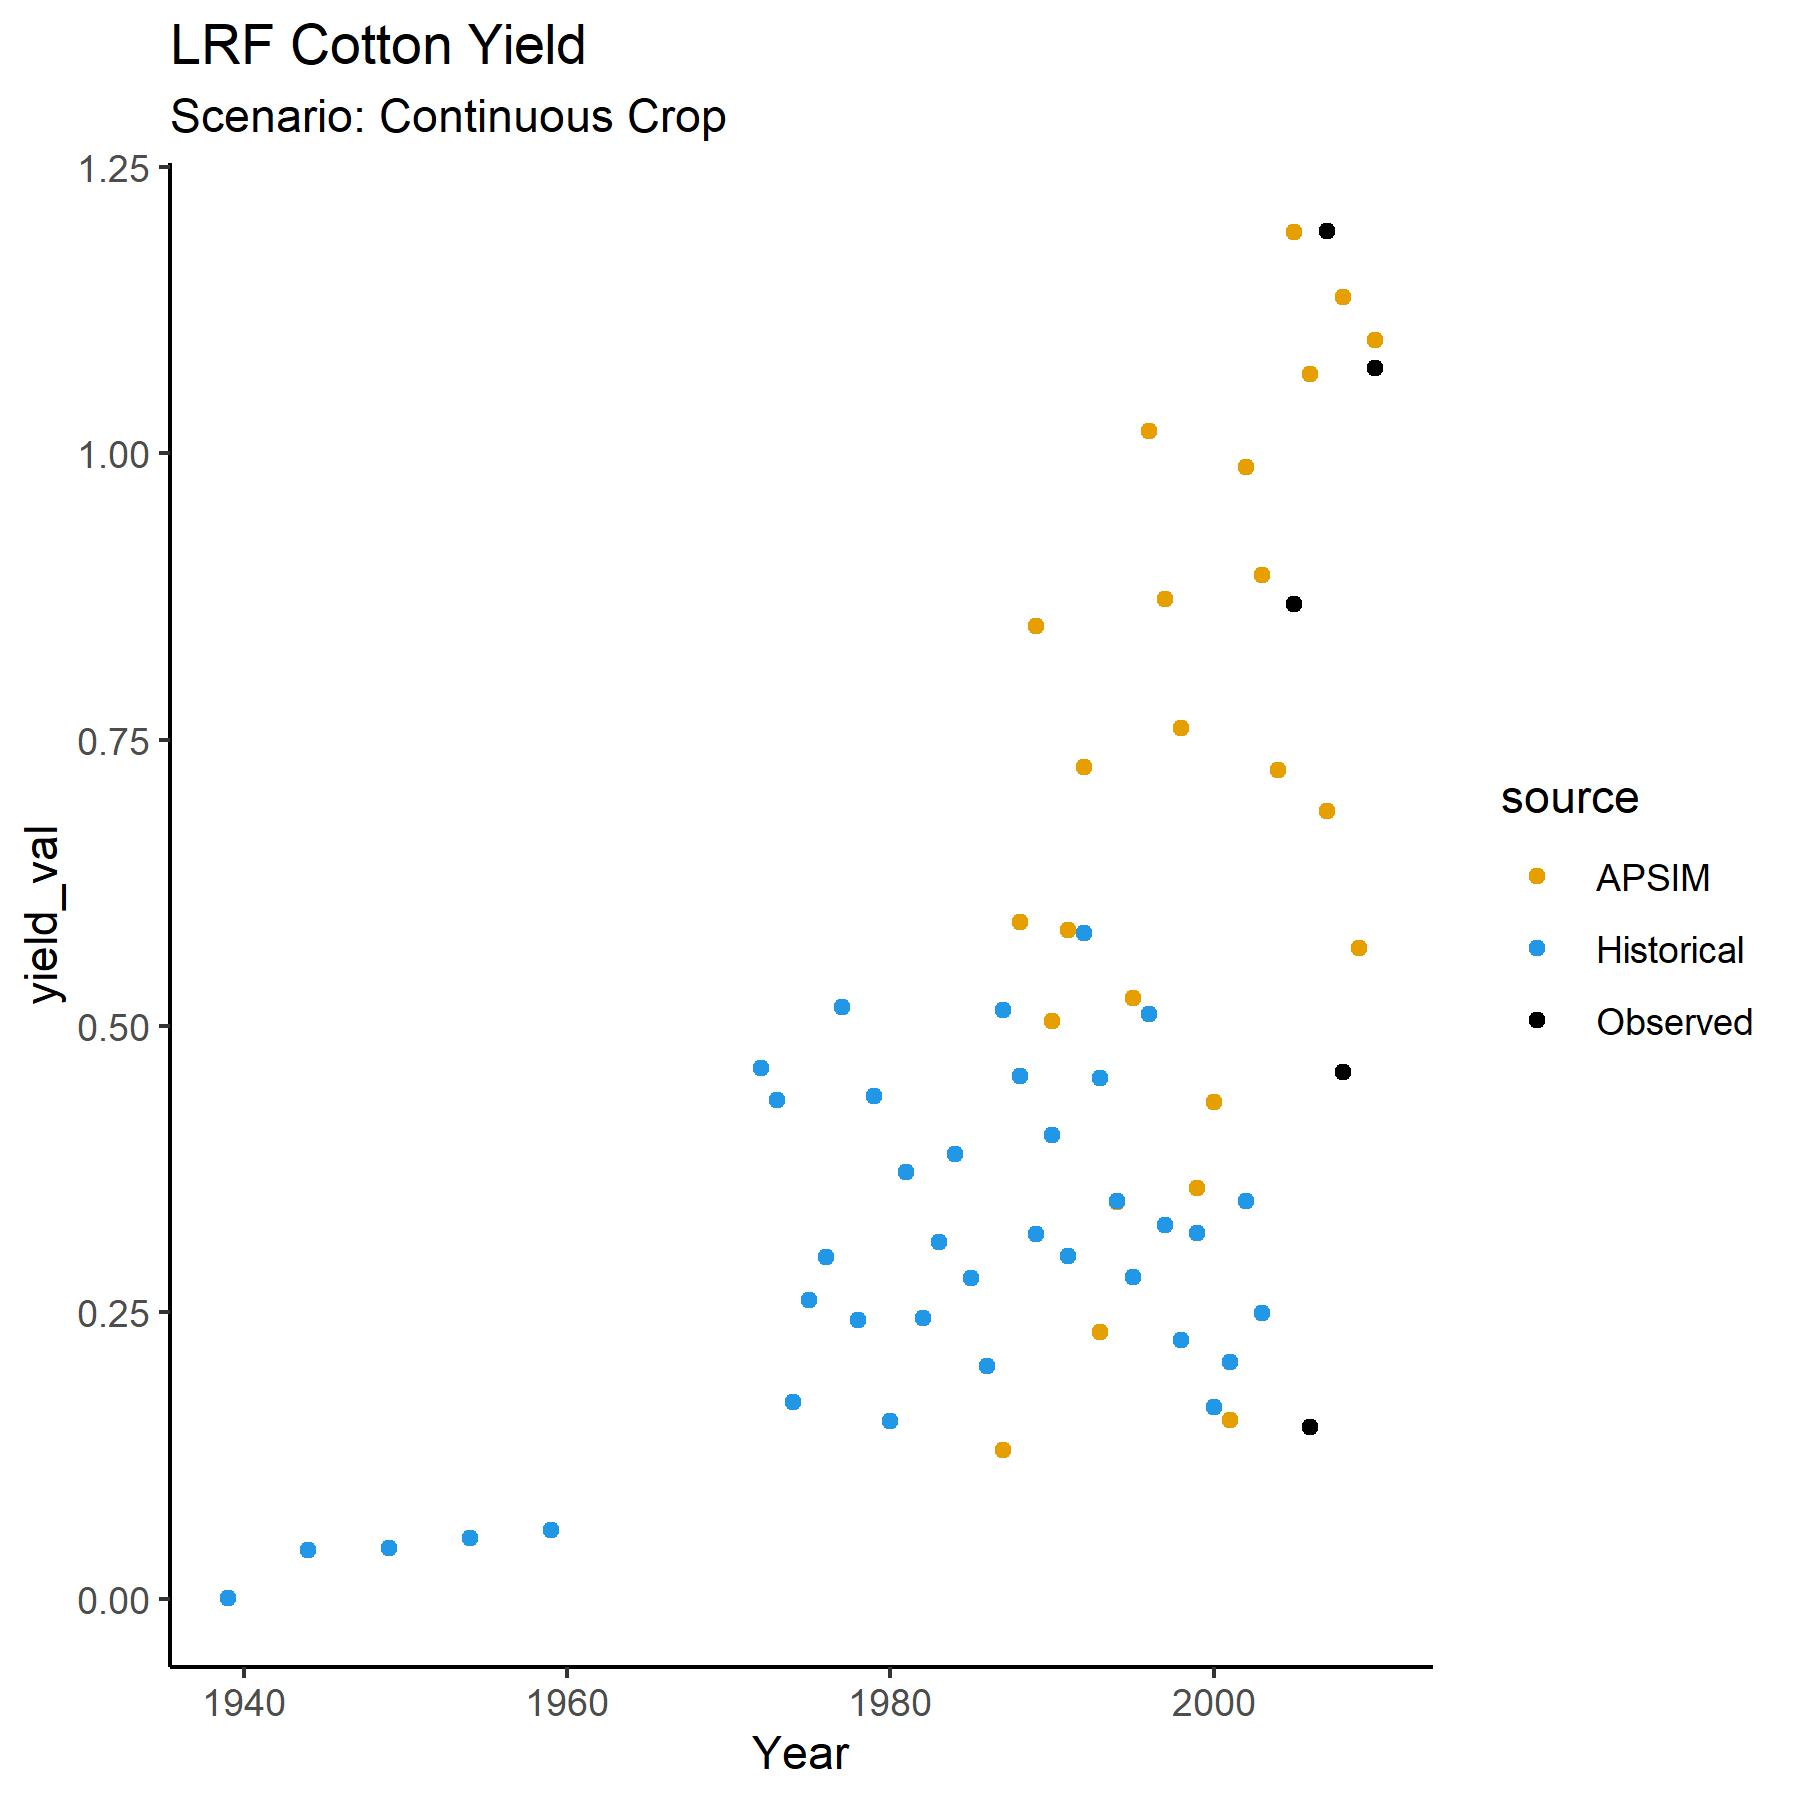 LRF Cotton Yield
Scenario: Continuous Crop
1.25
1.00
0.75
0.50
0.25
0.00
yield_val
1940 1960 1980 2000
Year
source
APSIM
Historical
Observed